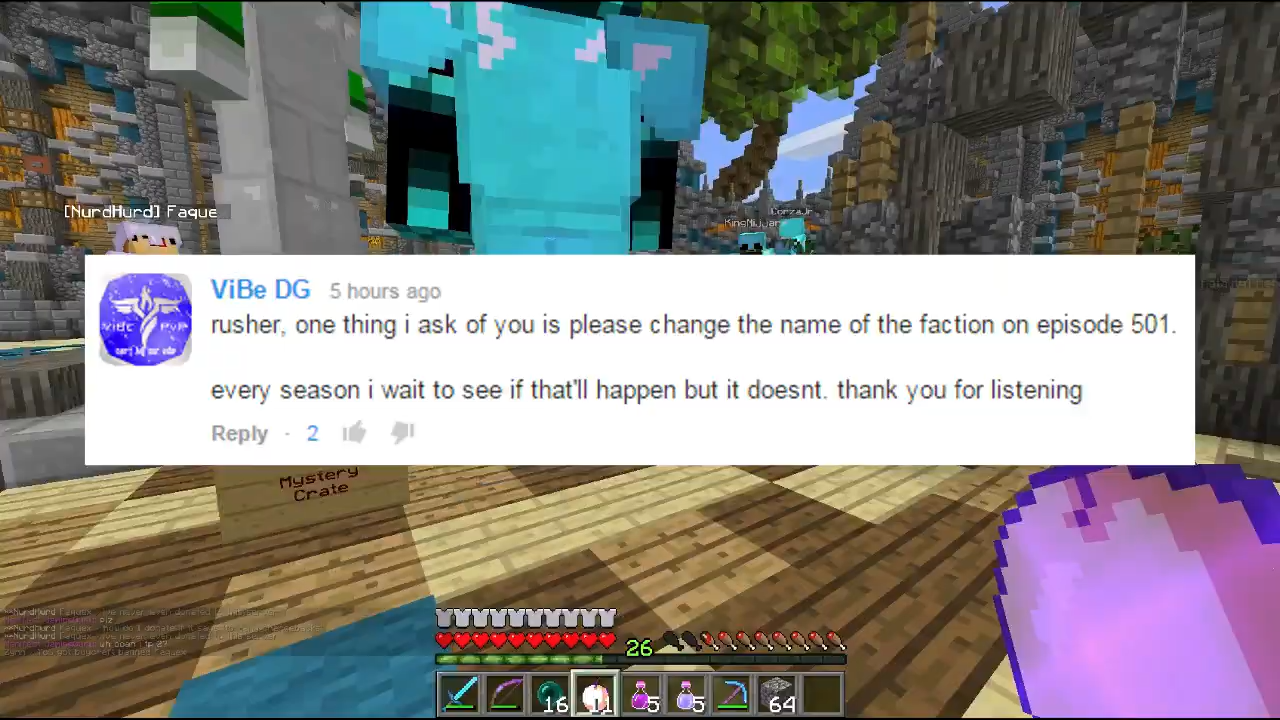 [NurdHurd] Faque
ViBe DG 5 hours ago
rusher, one thing i ask of you is please change the name of the faction on episode 501.
every season i wait to see if that'll happen but it doesnt. thank you for listening
Reply · 2
Mystery
Crate
26
16 11 5 5 64